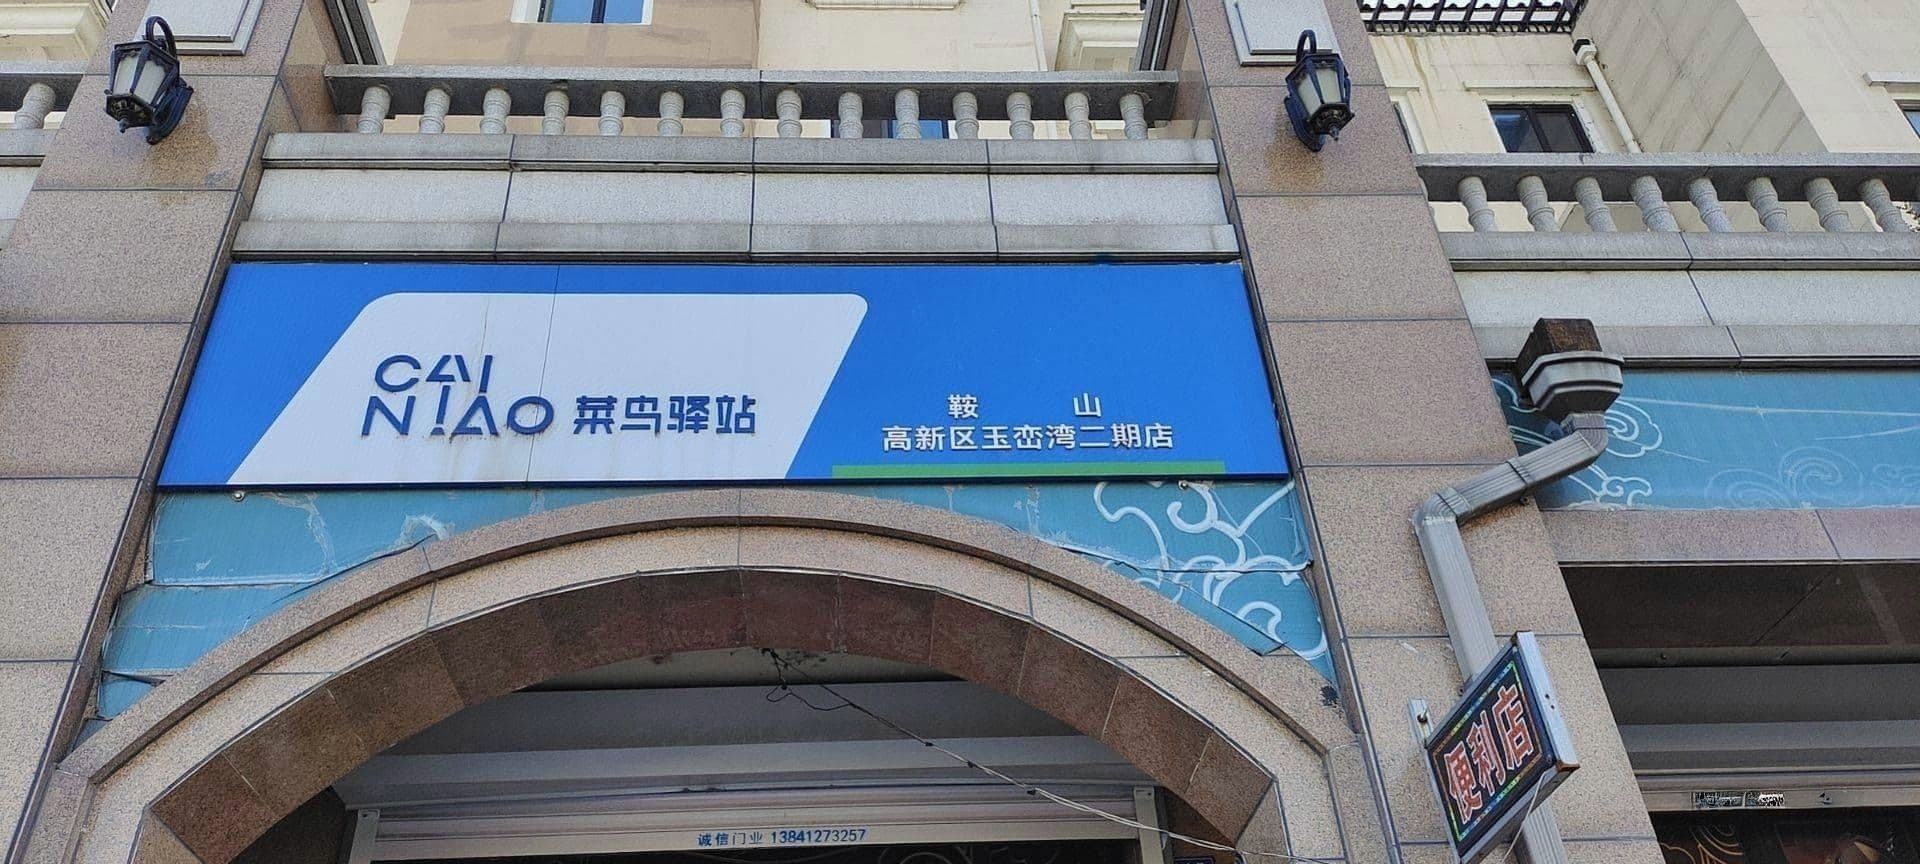 CAI
NIAO 菜鸟驿站
鞍 山
高新区玉峦湾二期店
便利店
诚信门业 13841273257